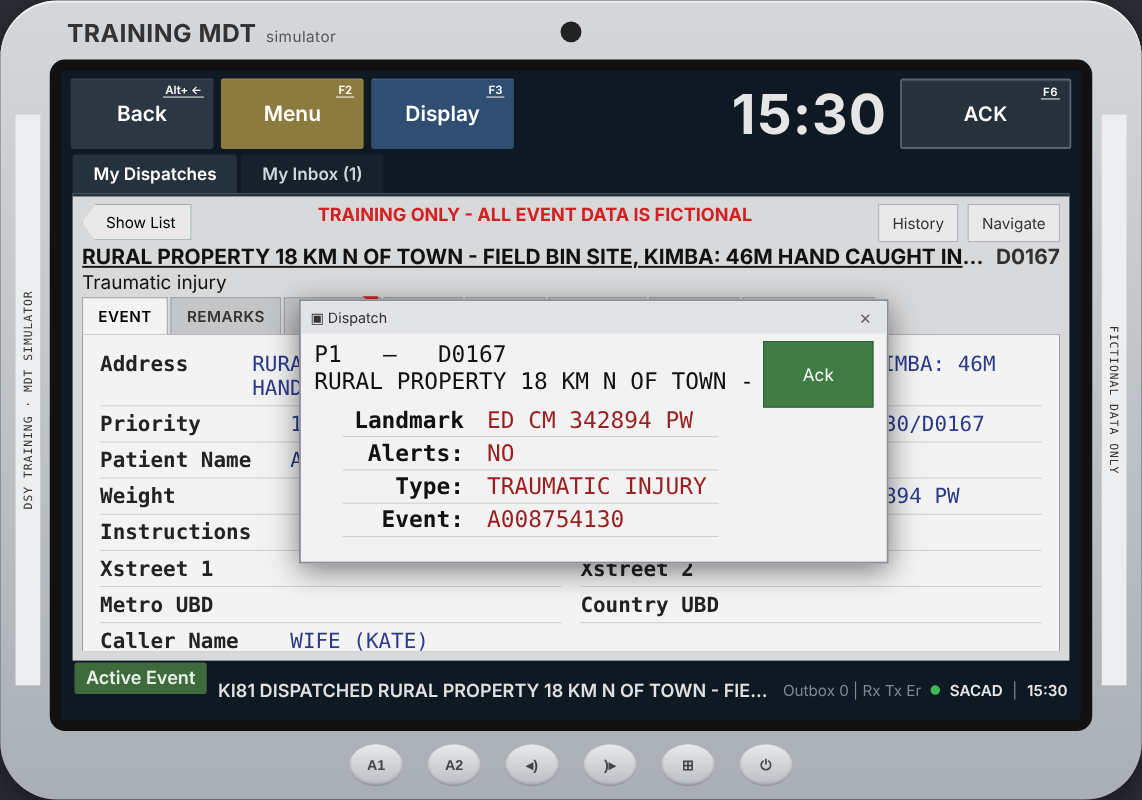 TRAINING MDT simulator
Back Alt+ ←
Menu F2
Display F3
15:30
ACK F6
My Dispatches
My Inbox (1)
Show List
TRAINING ONLY - ALL EVENT DATA IS FICTIONAL
History
Navigate
RURAL PROPERTY 18 KM N OF TOWN - FIELD BIN SITE, KIMBA: 46M HAND CAUGHT IN... D0167
Traumatic injury
EVENT
REMARKS
▣ Dispatch ×
P1 – D0167
RURAL PROPERTY 18 KM N OF TOWN -
Ack
Landmark ED CM 342894 PW
Alerts: NO
Type: TRAUMATIC INJURY
Event: A008754130
Address RURA
HAND
IMBA: 46M
Priority 1
30/D0167
Patient Name A
Weight
894 PW
Instructions
Xstreet 1
Xstreet 2
Metro UBD
Country UBD
Caller Name WIFE (KATE)
Active Event
KI81 DISPATCHED RURAL PROPERTY 18 KM N OF TOWN - FIE...
Outbox 0 | Rx Tx Er
SACAD | 15:30
DSY TRAINING · MDT SIMULATOR
FICTIONAL DATA ONLY
A1
A2